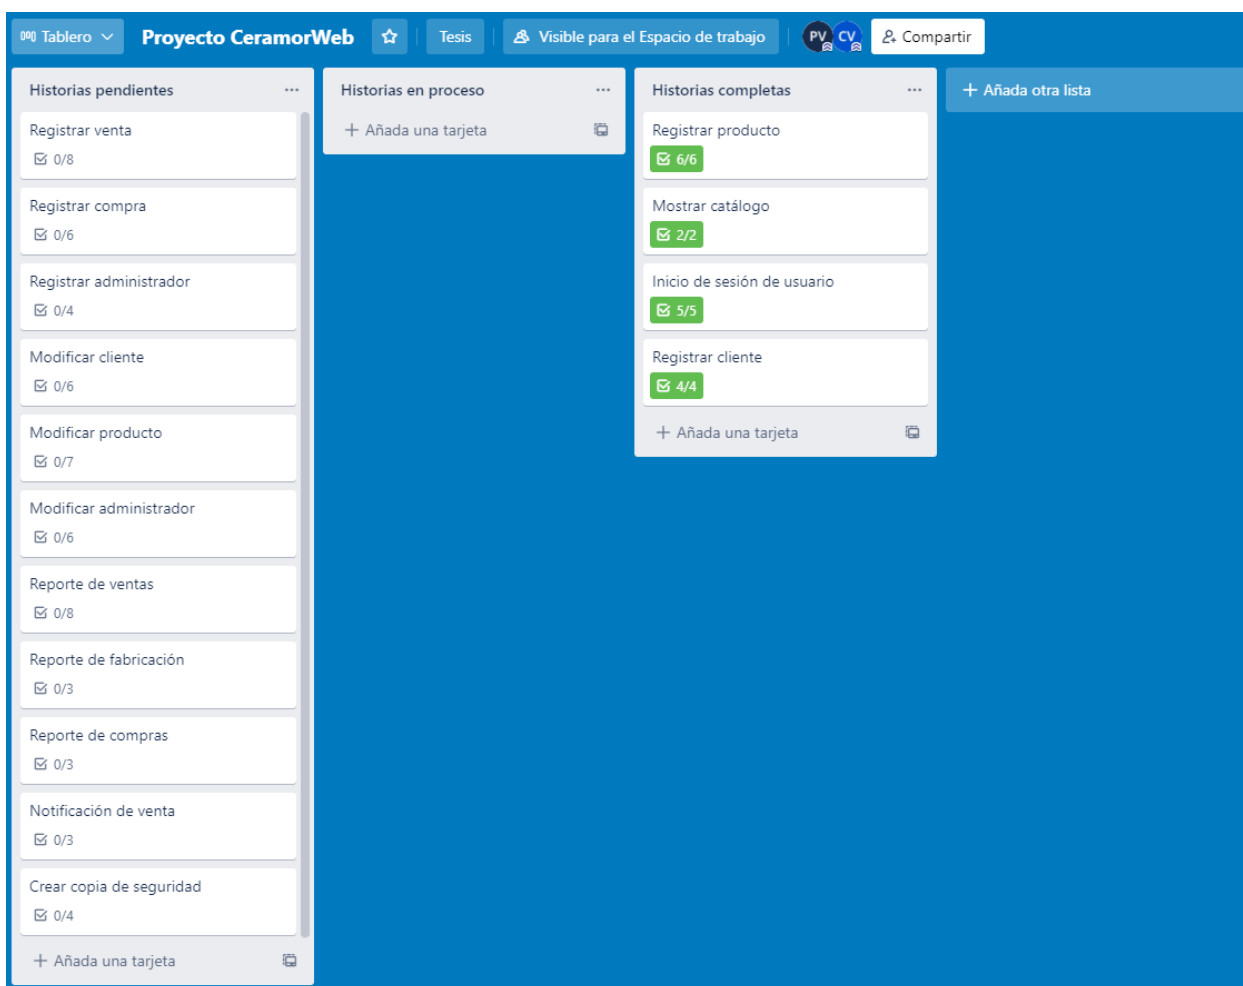 Tablero
Proyecto CeramorWeb
Tesis
Visible para el Espacio de trabajo
PV
CV
Compartir
Historias pendientes
Registrar venta
0/8
Registrar compra
0/6
Registrar administrador
0/4
Modificar cliente
0/6
Modificar producto
0/7
Modificar administrador
0/6
Reporte de ventas
0/8
Reporte de fabricación
0/3
Reporte de compras
0/3
Notificación de venta
0/3
Crear copia de seguridad
0/4
+ Añada una tarjeta
Historias en proceso
+ Añada una tarjeta
Historias completas
Registrar producto
6/6
Mostrar catálogo
2/2
Inicio de sesión de usuario
5/5
Registrar cliente
4/4
+ Añada una tarjeta
+ Añada otra lista